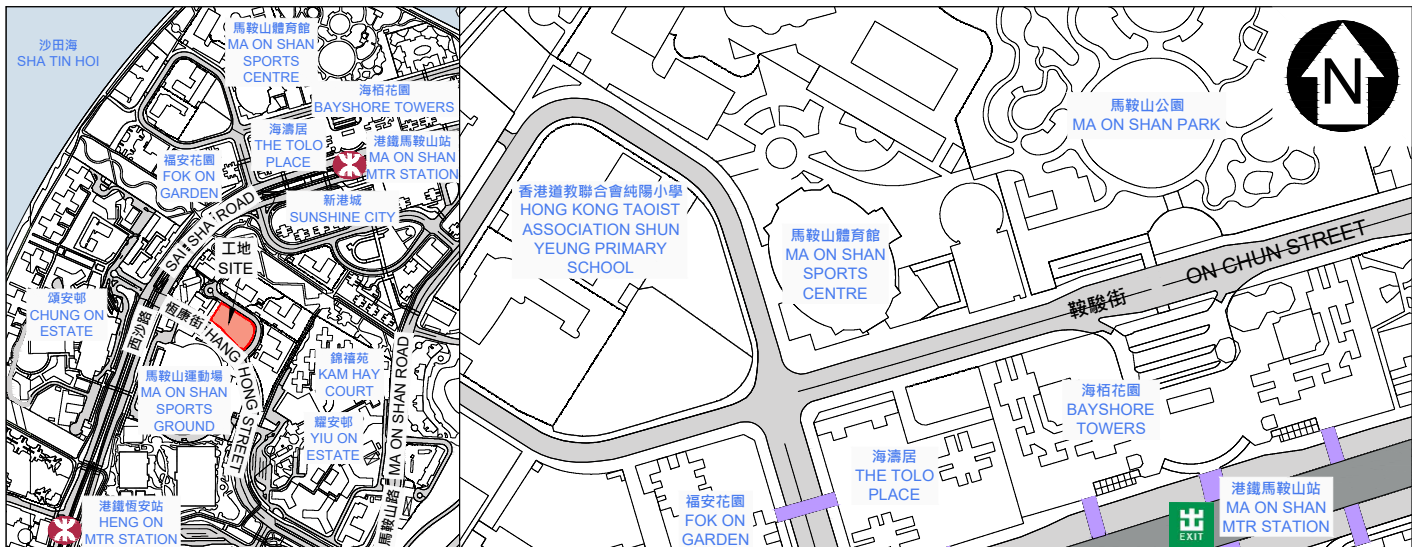 沙田海
SHA TIN HOI
馬鞍山體育館
MA ON SHAN
SPORTS
CENTRE
海栢花園
BAYSHORE TOWERS
海濤居
THE TOLO
PLACE
港鐵馬鞍山站
MA ON SHAN
MTR STATION
福安花園
FOK ON
GARDEN
新港城
SUNSHINE CITY
SAI SHA ROAD
西沙路
工地
SITE
頌安邨
CHUNG ON
ESTATE
恆康街
HANG HONG STREET
馬鞍山運動場
MA ON SHAN
SPORTS
GROUND
錦禧苑
KAM HAY
COURT
耀安邨
YIU ON
ESTATE
馬鞍山路
MA ON SHAN ROAD
港鐵恆安站
HENG ON
MTR STATION
香港道教聯合會純陽小學
HONG KONG TAOIST
ASSOCIATION SHUN
YEUNG PRIMARY
SCHOOL
馬鞍山體育館
MA ON SHAN
SPORTS
CENTRE
馬鞍山公園
MA ON SHAN PARK
N
鞍駿街
ON CHUN STREET
海栢花園
BAYSHORE
TOWERS
海濤居
THE TOLO
PLACE
福安花園
FOK ON
GARDEN
出
EXIT
港鐵馬鞍山站
MA ON SHAN
MTR STATION